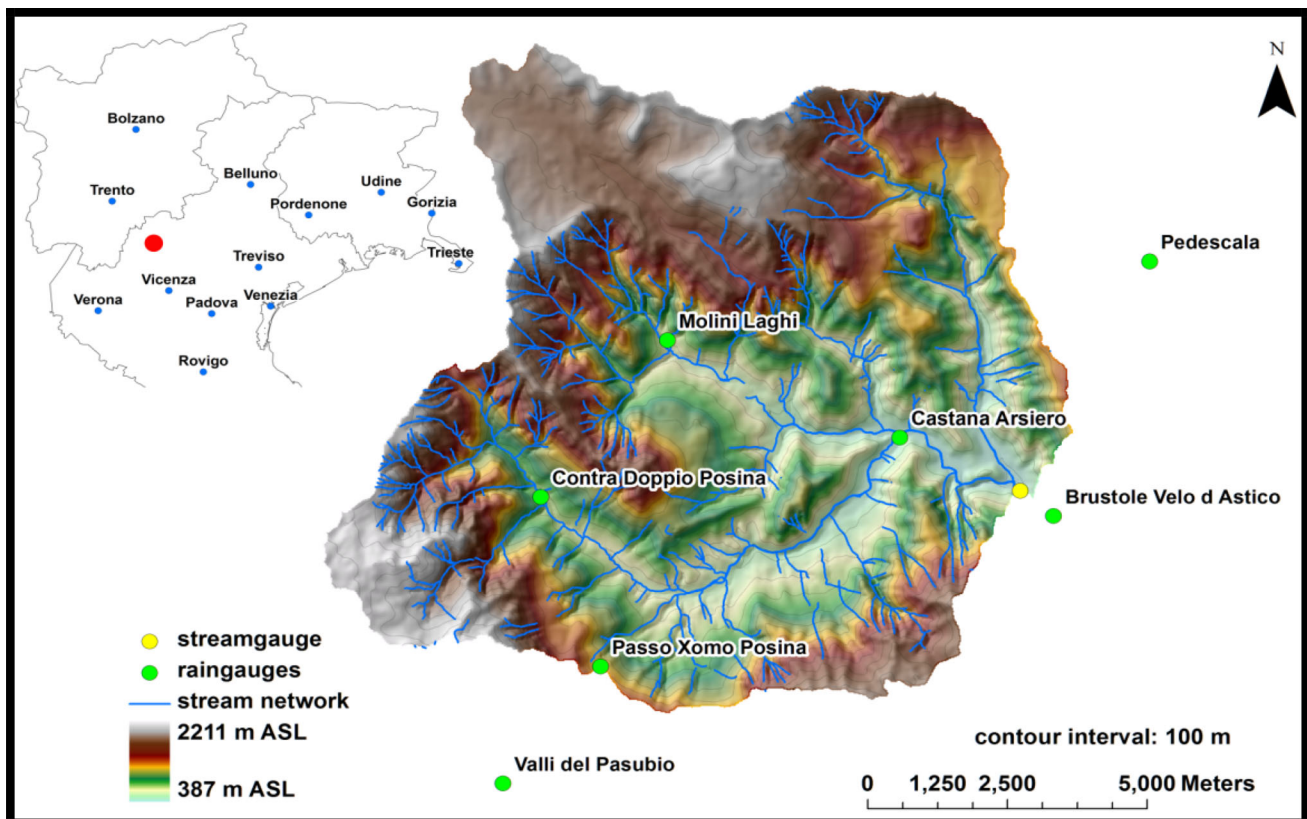 N
Bolzano
Trento
Belluno
Udine
Pordenone
Gorizia
Trieste
Treviso
Vicenza
Verona
Padova
Venezia
Rovigo
Pedescala
Molini Laghi
Castana Arsiero
Contra Doppio Posina
Brustole Velo d Astico
Passo Xomo Posina
Valli del Pasubio
streamgauge
raingauges
stream network
2211 m ASL
387 m ASL
contour interval: 100 m
0 1,250 2,500 5,000 Meters